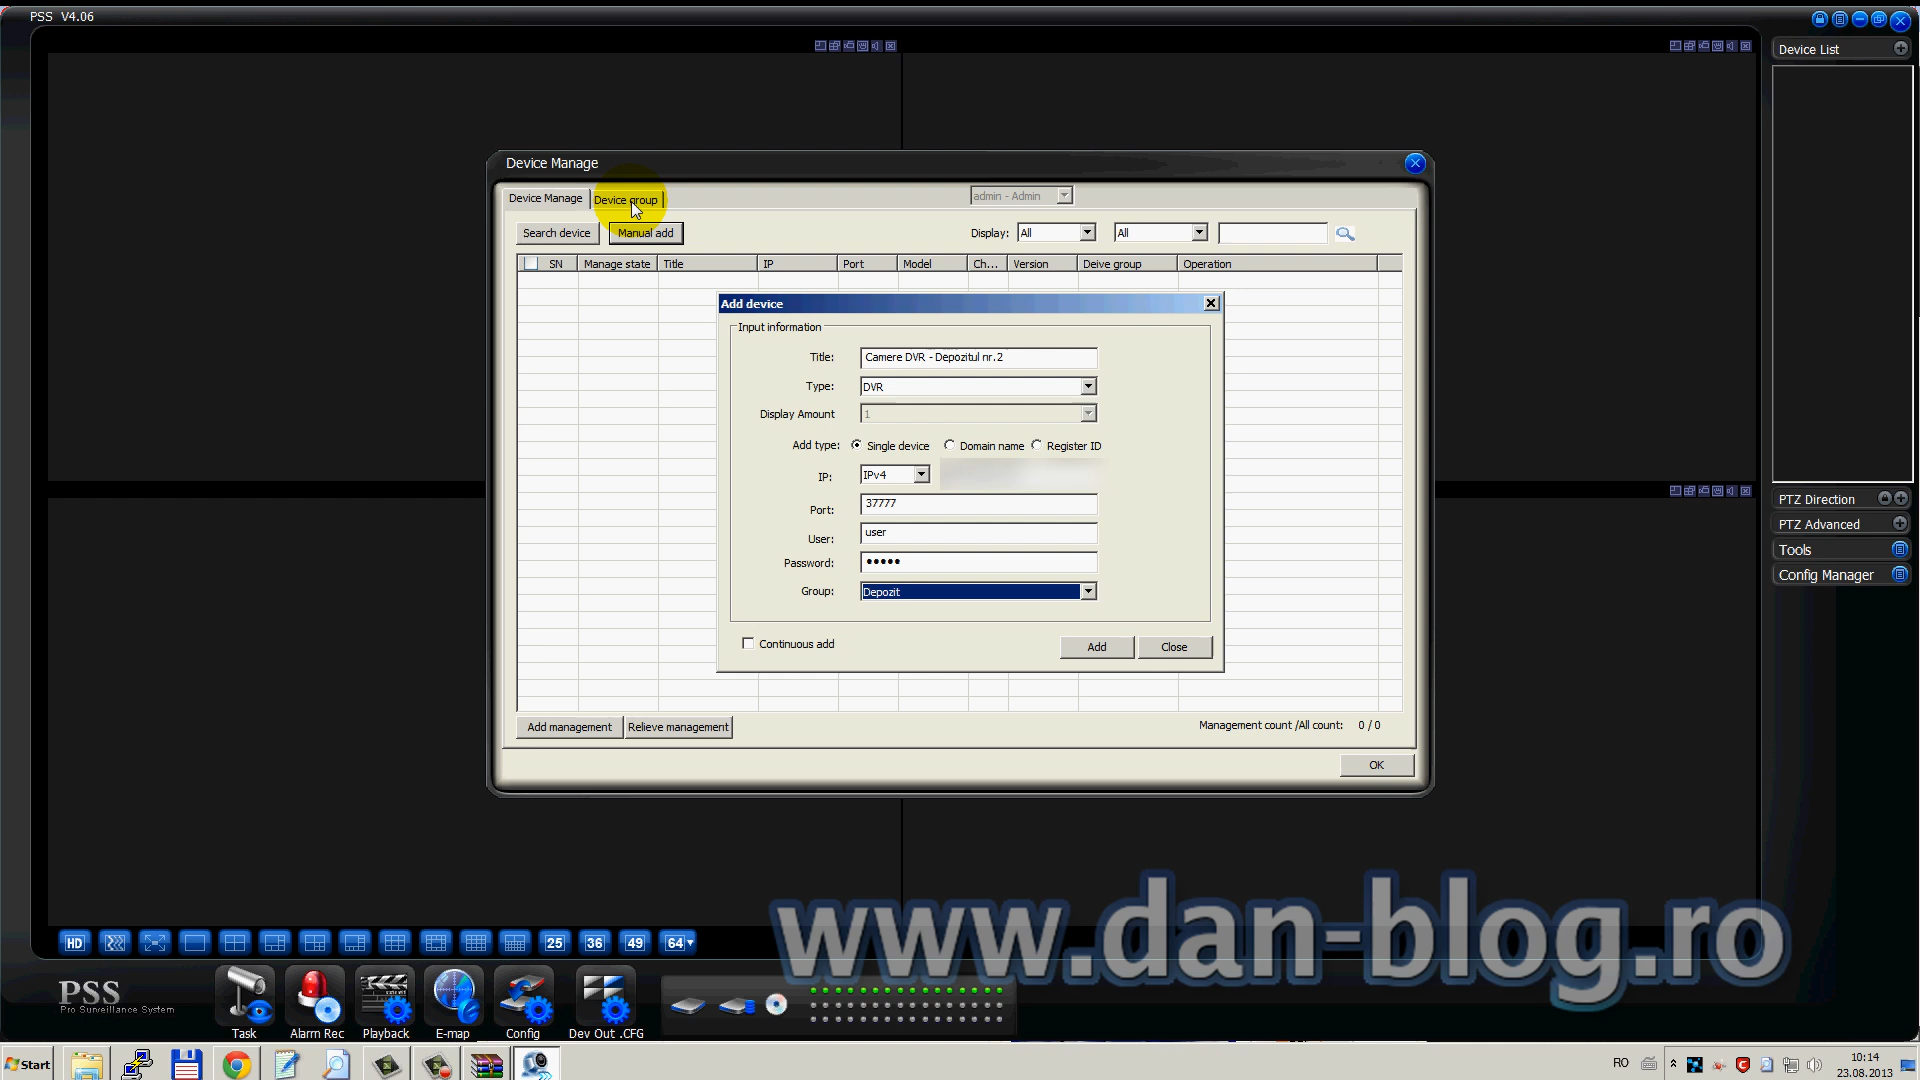 PSS V4.06
Device List
Device Manage
Device Manage
Device group
admin - Admin
Search device
Manual add
Display:
All
All
SN
Manage state
Title
IP
Port
Model
Ch...
Version
Deive group
Operation
Add device
Input information
Title:
Camere DVR - Depozitul nr.2
Type:
DVR
Display Amount
1
Add type:
Single device
Domain name
Register ID
IP:
IPv4
Port:
37777
User:
user
Password:
Group:
Depozit
Continuous add
Add
Close
Add management
Relieve management
Management count /All count: 0 / 0
OK
PTZ Direction
PTZ Advanced
Tools
Config Manager
www.dan-blog.ro
HD
25
36
49
64
PSS
Pro Surveillance System
Task
Alarm Rec
Playback
E-map
Config
Dev Out .CFG
Start
RO
10:14
23.08.2013